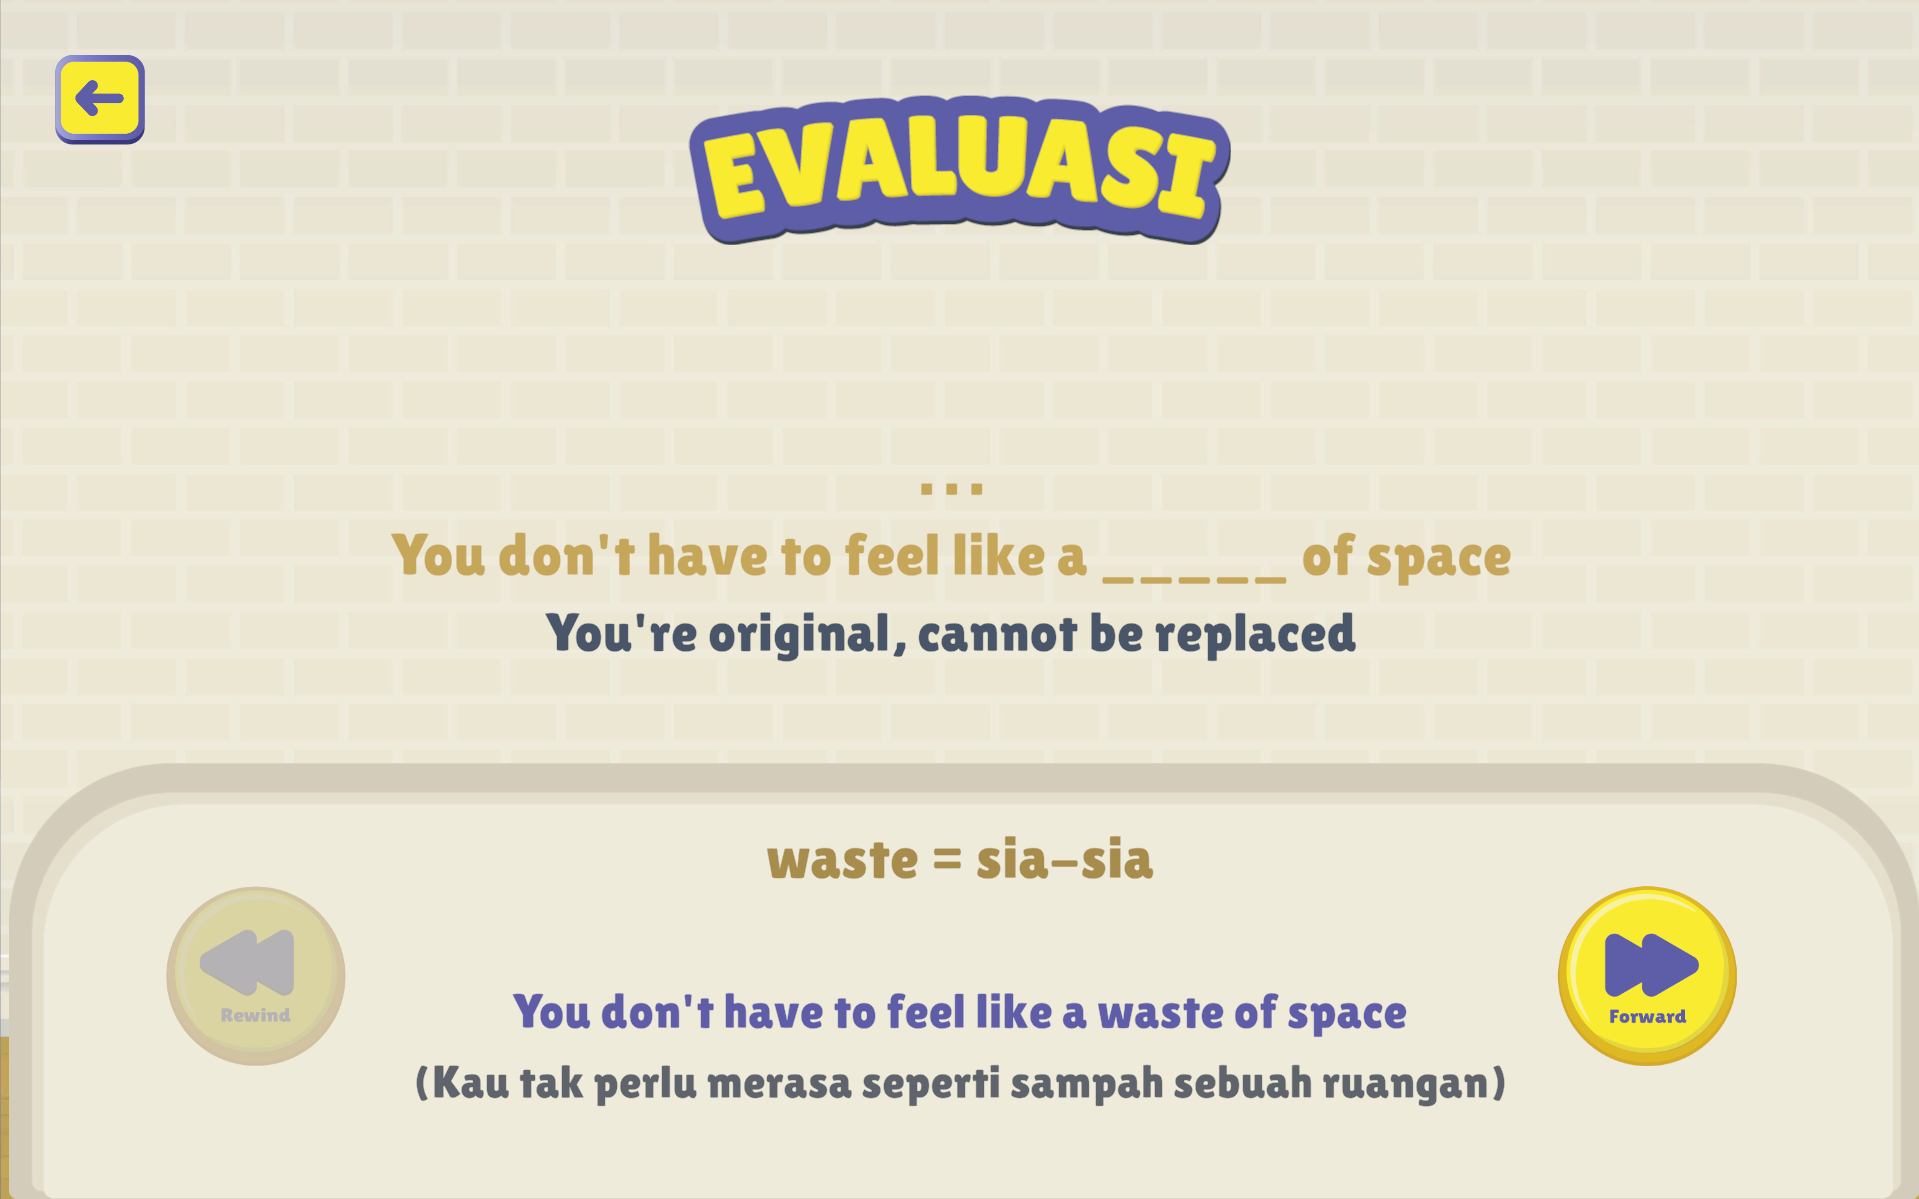 EVALUASI
...
You don't have to feel like a _ _ _ _ _ of space
You're original, cannot be replaced
waste = sia-sia
Rewind
Forward
You don't have to feel like a waste of space
(Kau tak perlu merasa seperti sampah sebuah ruangan)